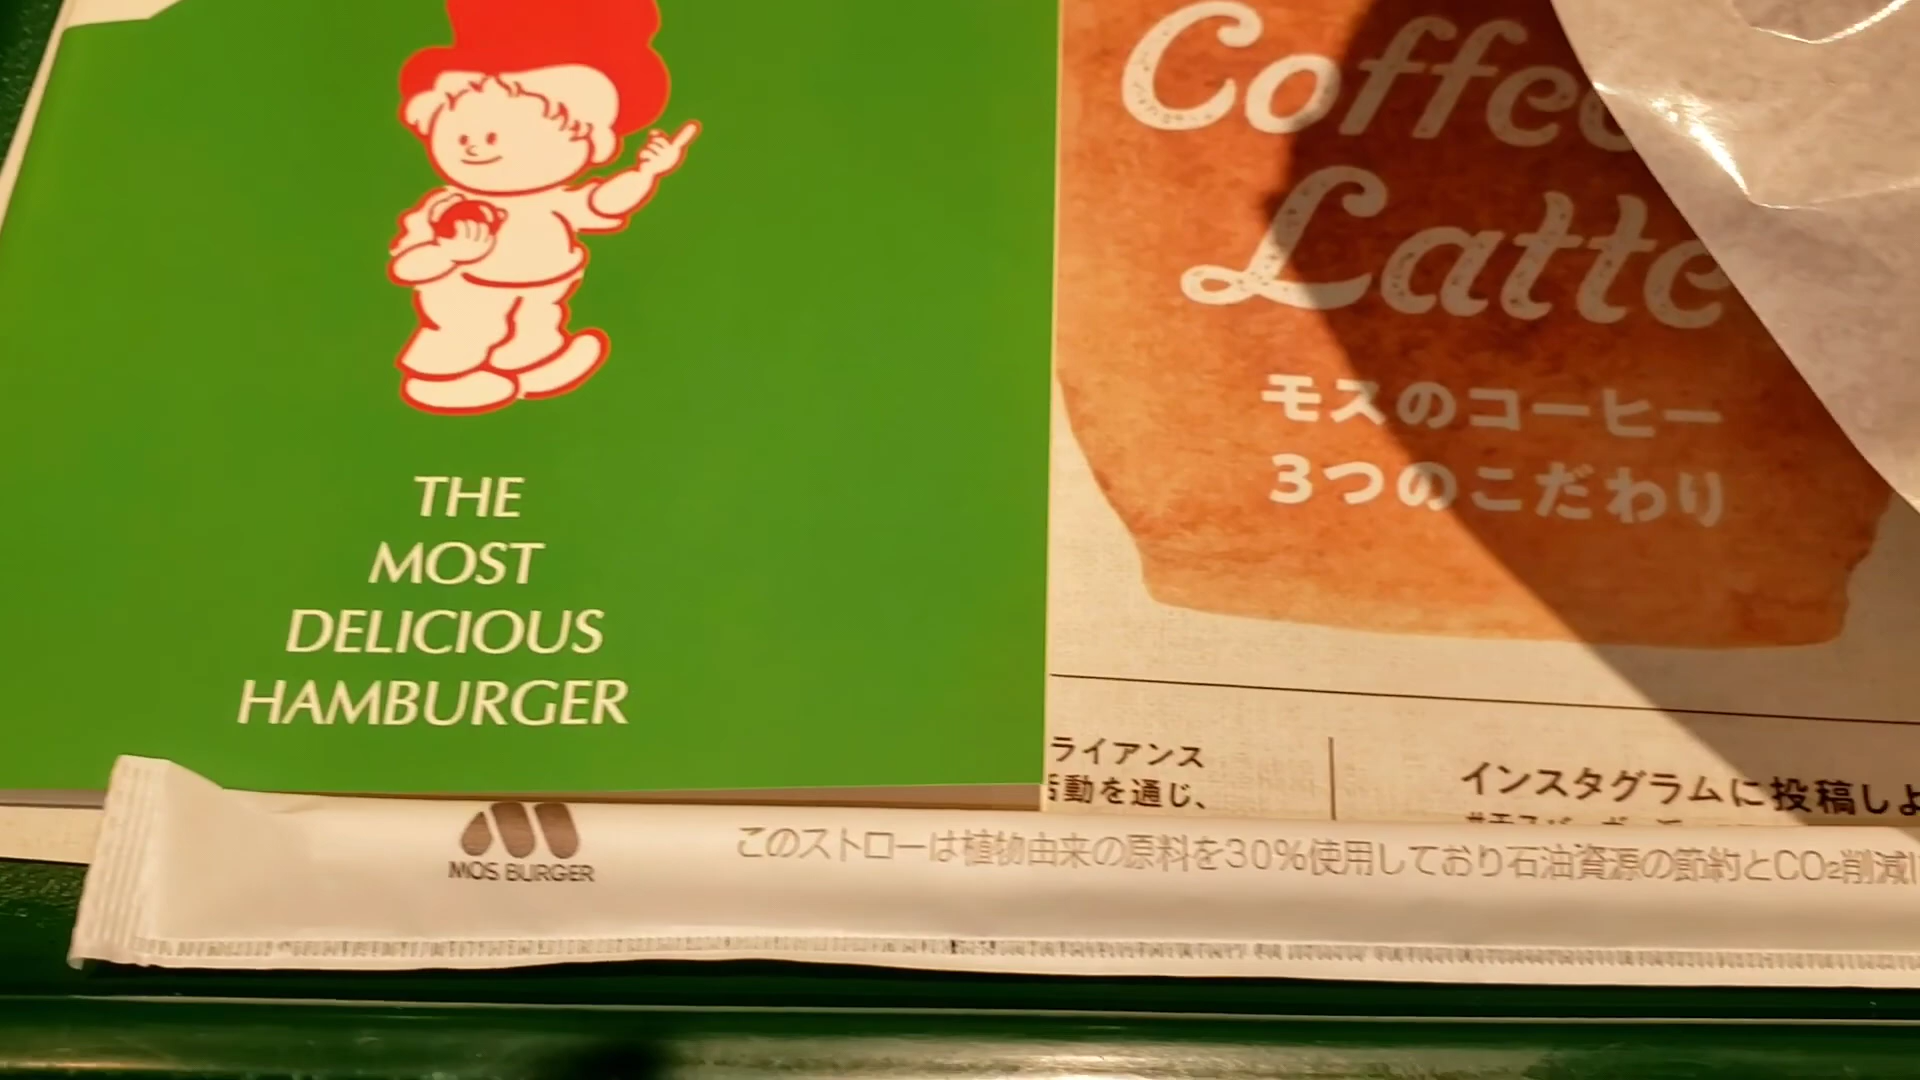 THE
MOST
DELICIOUS
HAMBURGER
Coffee
Latte
モスのコーヒー
3つのこだわり
ライアンス
動を通じ、
インスタグラムに投稿しよ
MOS BURGER
このストローは植物由来の原料を30%使用しており石油資源の節約とCO2削減